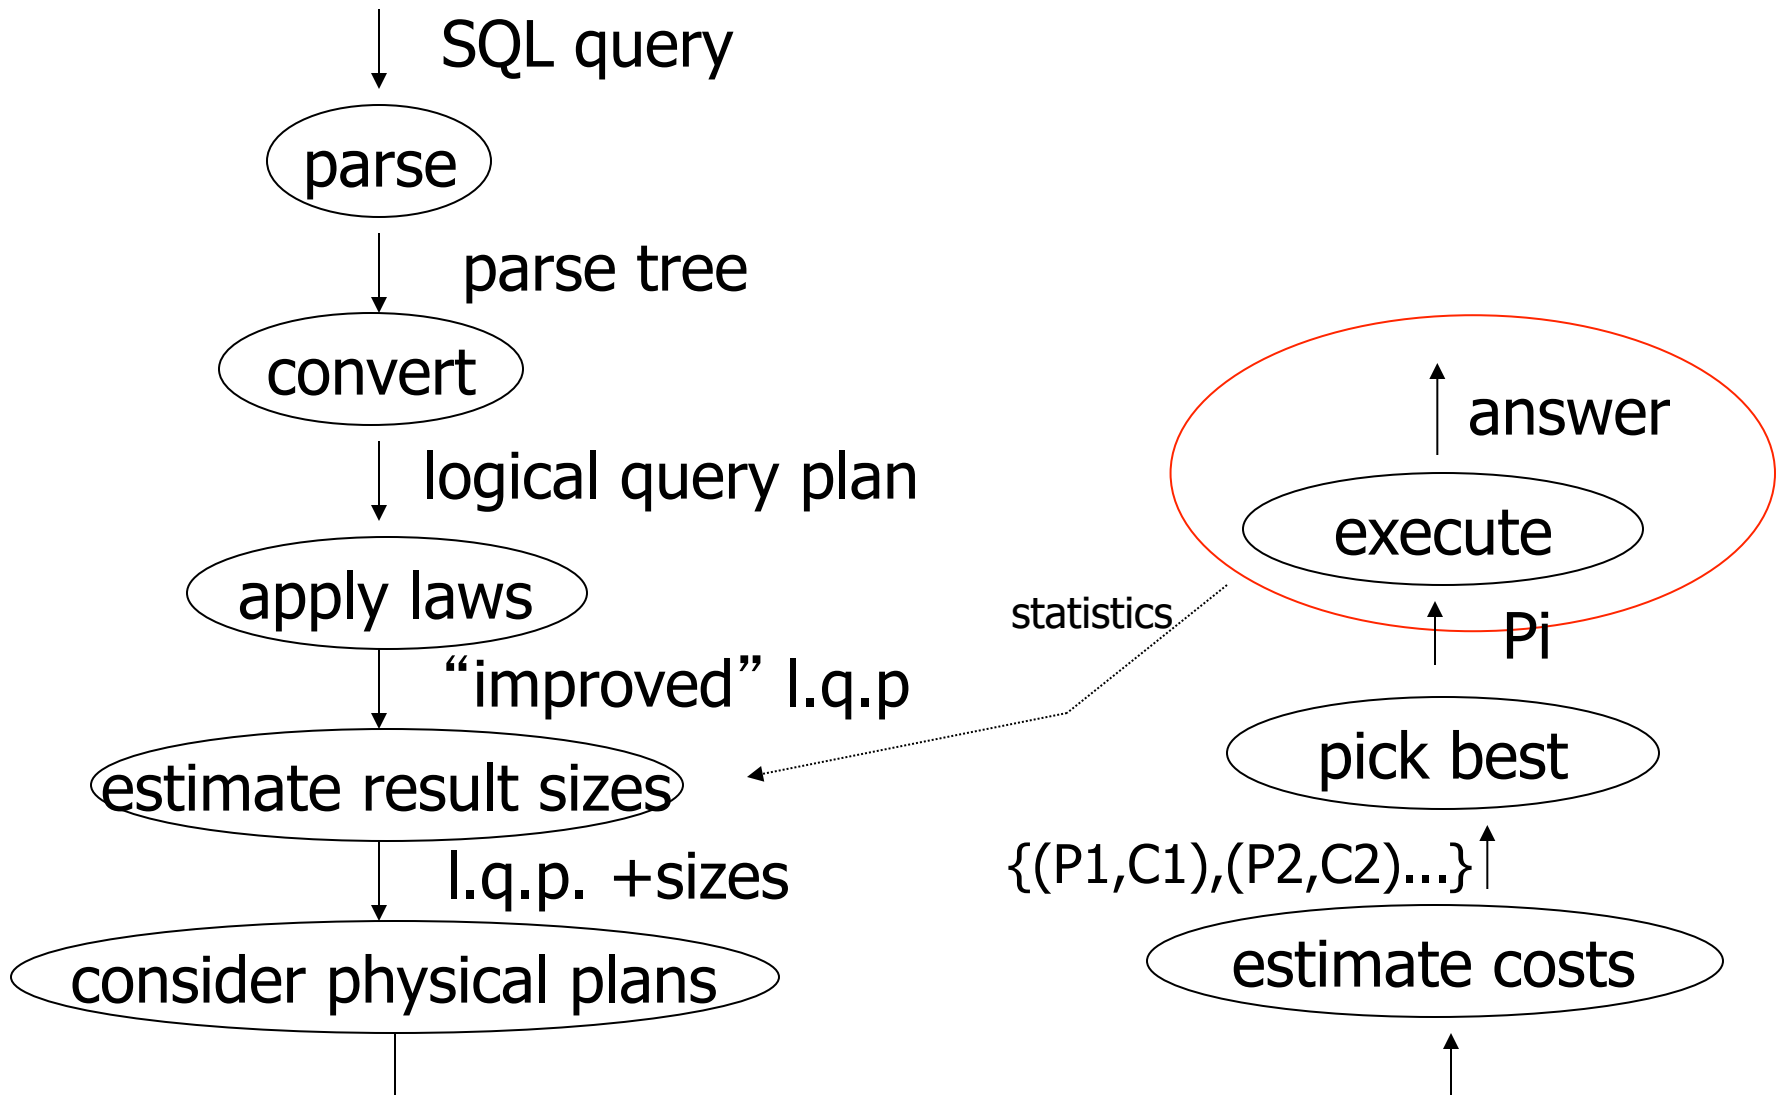 SQL query
parse
parse tree
convert
logical query plan
apply laws
“improved” l.q.p
estimate result sizes
l.q.p. +sizes
consider physical plans
statistics
answer
execute
Pi
pick best
{(P1,C1),(P2,C2)...}
estimate costs